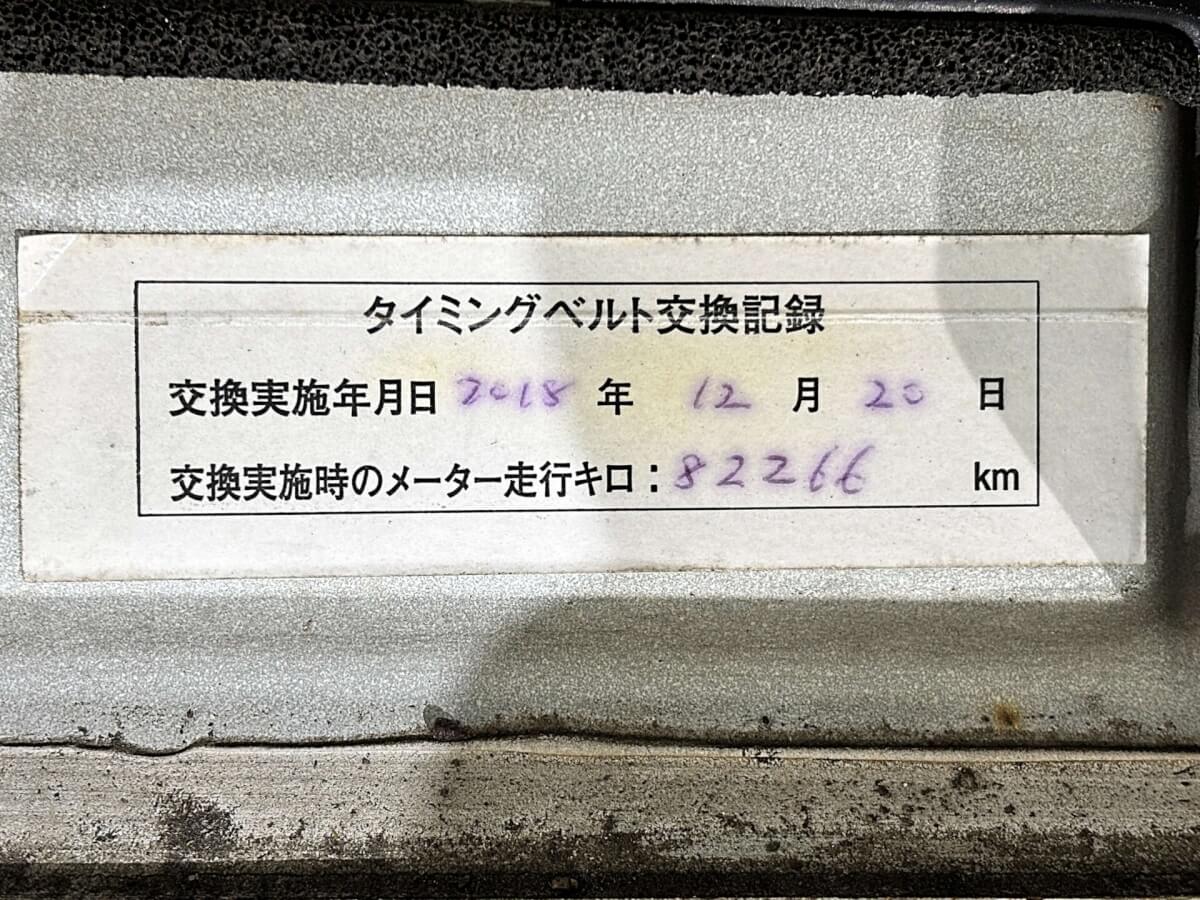 タイミングベルト交換記録
交換実施年月日 2018 年 12 月 20 日
交換実施時のメーター走行キロ：82266 km